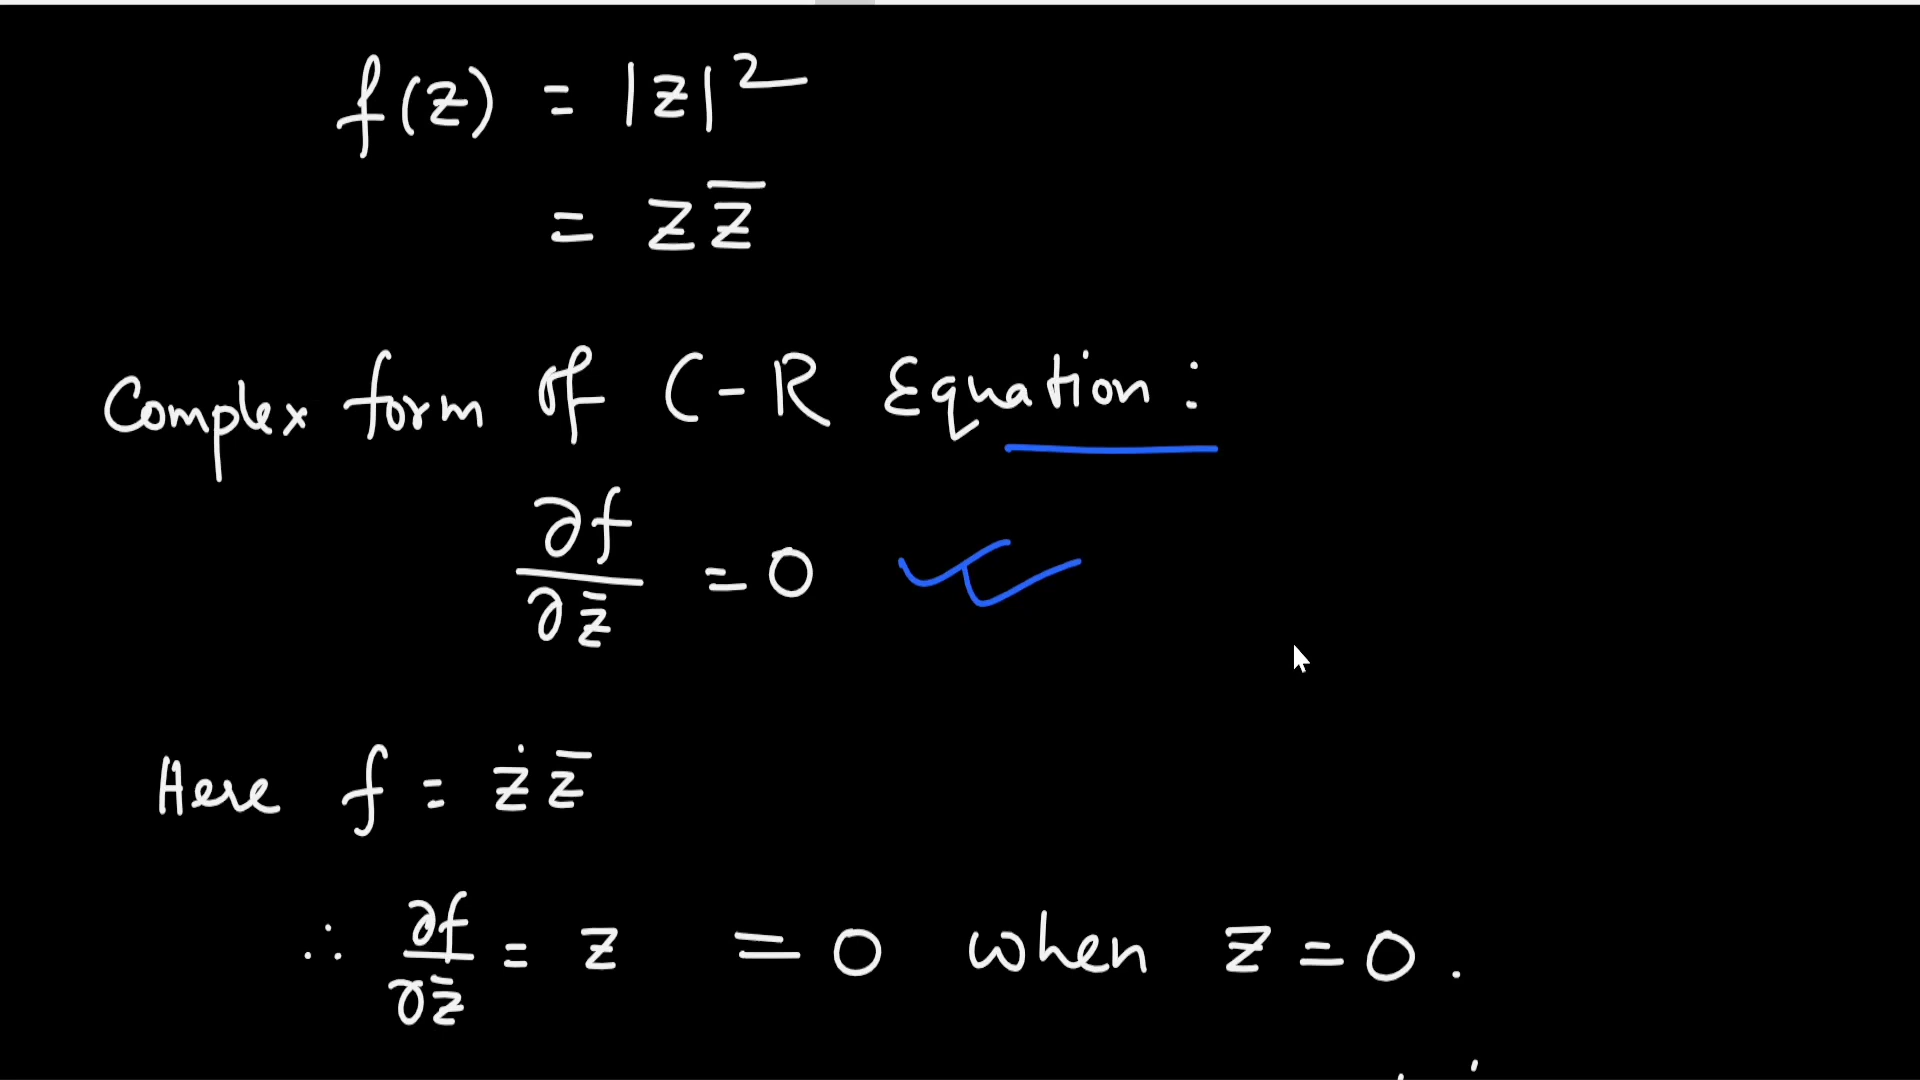 f(z) = |z|²
= z z̅
Complex form of C-R Equation :
∂f/∂z̅ = 0
Here f = z z̅
∴ ∂f/∂z̅ = z = 0 when z = 0 .